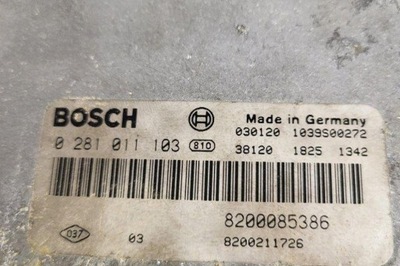 BOSCH
Made in Germany
030120 1039S00272
0 281 011 103 810
38120 1825 1342
8200085386
037 03
8200211726